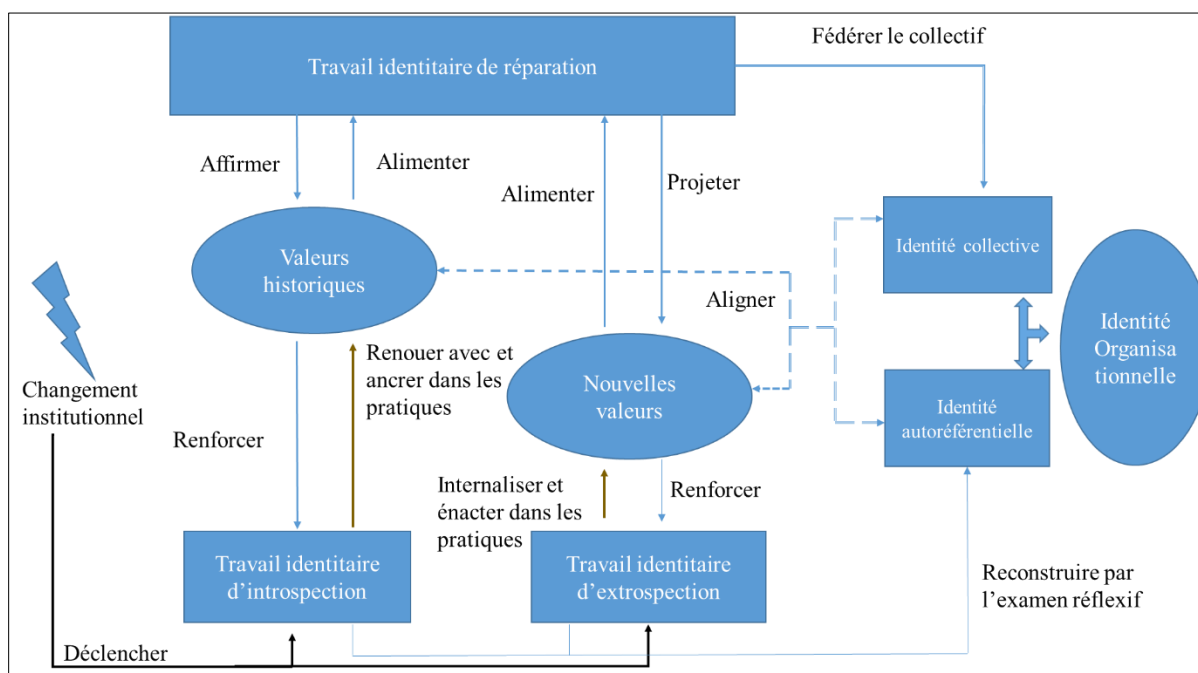 Fédérer le collectif
Travail identitaire de réparation
Affirmer
Alimenter
Alimenter
Projeter
Valeurs
historiques
Identité collective
Aligner
Identité
Organisa
tionnelle
Changement
institutionnel
Renouer avec et
ancrer dans les
pratiques
Nouvelles
valeurs
Identité
autoréférentielle
Renforcer
Internaliser et
énacter dans les
pratiques
Renforcer
Travail identitaire
d’introspection
Travail identitaire
d’extrospection
Reconstruire par
l’examen réflexif
Déclencher